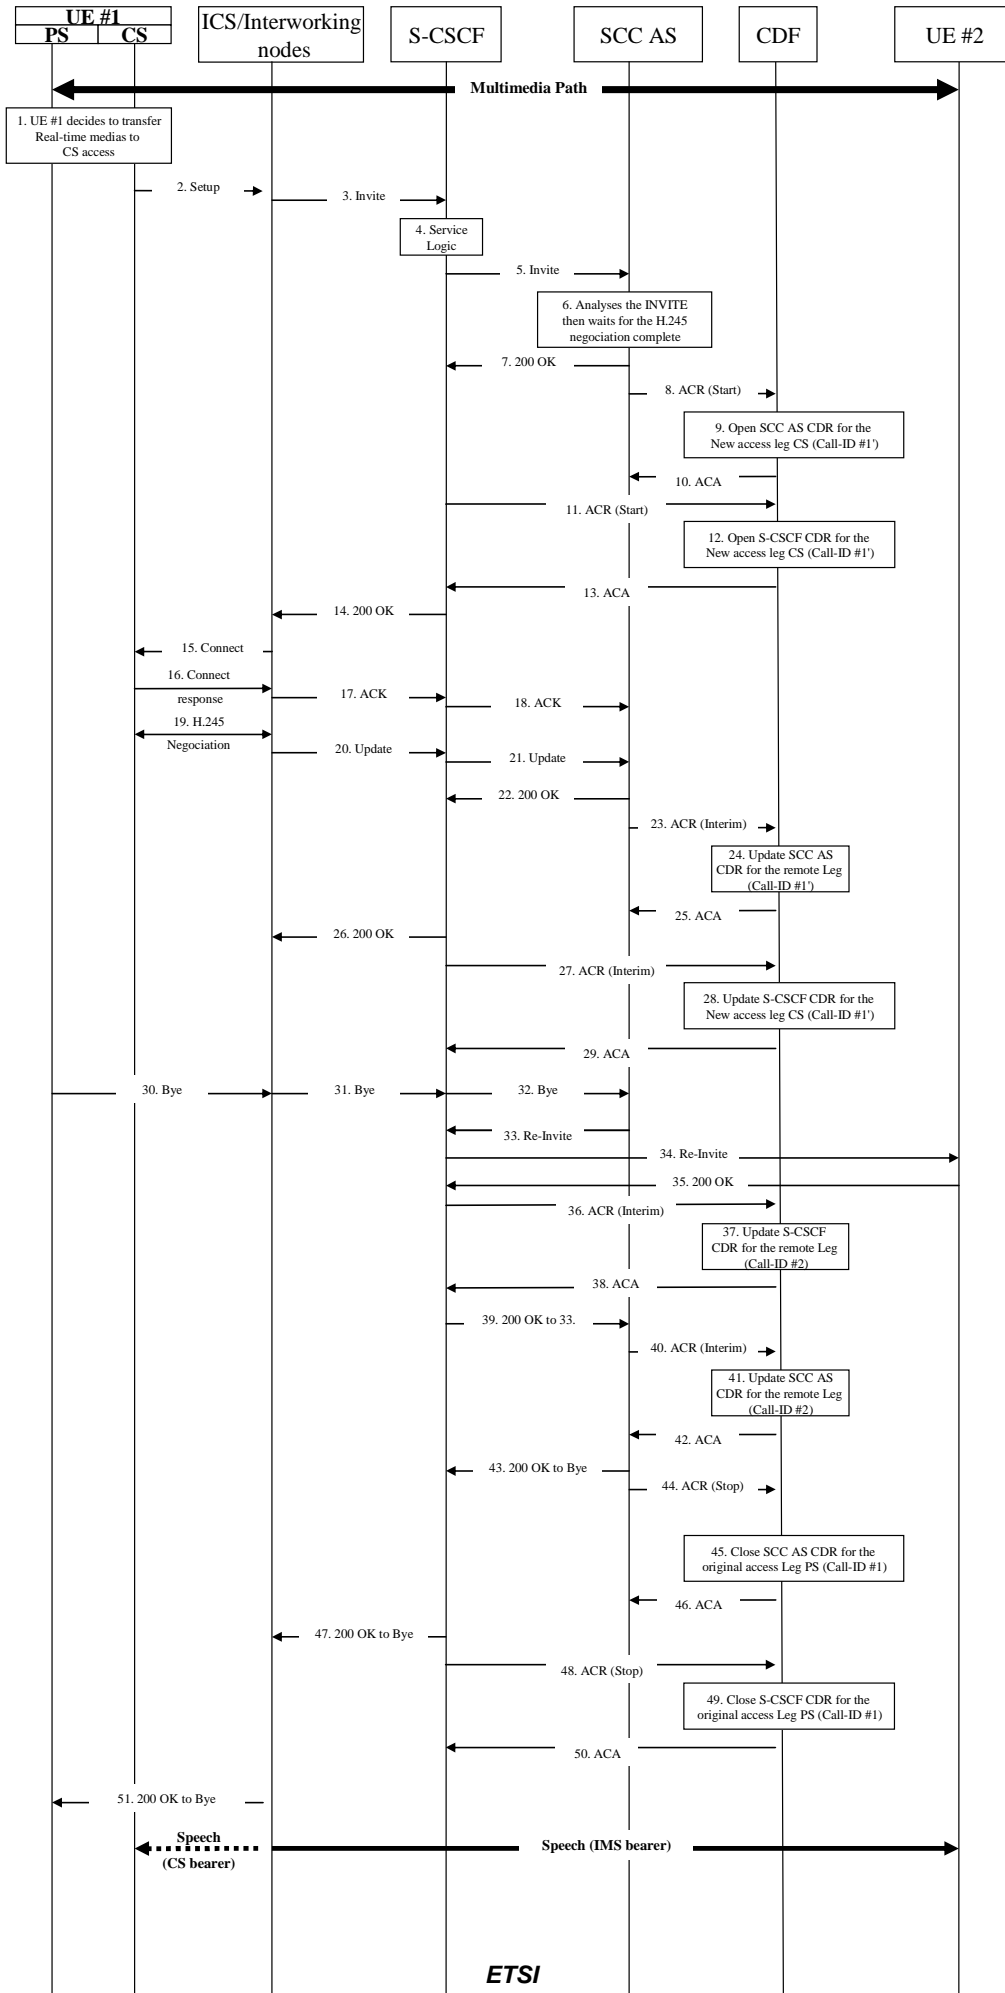 UE #1
PS
CS
ICS/Interworking
nodes
S-CSCF
SCC AS
CDF
UE #2
Multimedia Path
1. UE #1 decides to transfer
Real-time medias to
CS access
2. Setup
3. Invite
4. Service
Logic
5. Invite
6. Analyses the INVITE
then waits for the H.245
negociation complete
7. 200 OK
8. ACR (Start)
9. Open SCC AS CDR for the
New access leg CS (Call-ID #1')
10. ACA
11. ACR (Start)
12. Open S-CSCF CDR for the
New access leg CS (Call-ID #1')
13. ACA
14. 200 OK
15. Connect
16. Connect
response
17. ACK
18. ACK
19. H.245
Negociation
20. Update
21. Update
22. 200 OK
23. ACR (Interim)
24. Update SCC AS
CDR for the remote Leg
(Call-ID #1')
25. ACA
26. 200 OK
27. ACR (Interim)
28. Update S-CSCF CDR for the
New access leg CS (Call-ID #1')
29. ACA
30. Bye
31. Bye
32. Bye
33. Re-Invite
34. Re-Invite
35. 200 OK
36. ACR (Interim)
37. Update S-CSCF
CDR for the remote Leg
(Call-ID #2)
38. ACA
39. 200 OK to 33.
40. ACR (Interim)
41. Update SCC AS
CDR for the remote Leg
(Call-ID #2)
42. ACA
43. 200 OK to Bye
44. ACR (Stop)
45. Close SCC AS CDR for the
original access Leg PS (Call-ID #1)
46. ACA
47. 200 OK to Bye
48. ACR (Stop)
49. Close S-CSCF CDR for the
original access Leg PS (Call-ID #1)
50. ACA
51. 200 OK to Bye
Speech
(CS bearer)
Speech (IMS bearer)
ETSI